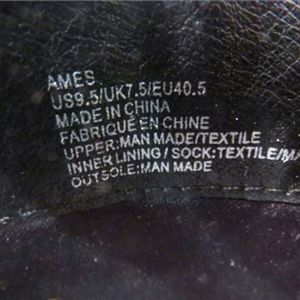 AMES
US9.5/UK7.5/EU40.5
MADE IN CHINA
FABRIQUÉ EN CHINE
UPPER:MAN MADE/TEXTILE
INNER LINING / SOCK:TEXTILE/MA
OUTSOLE:MAN MADE